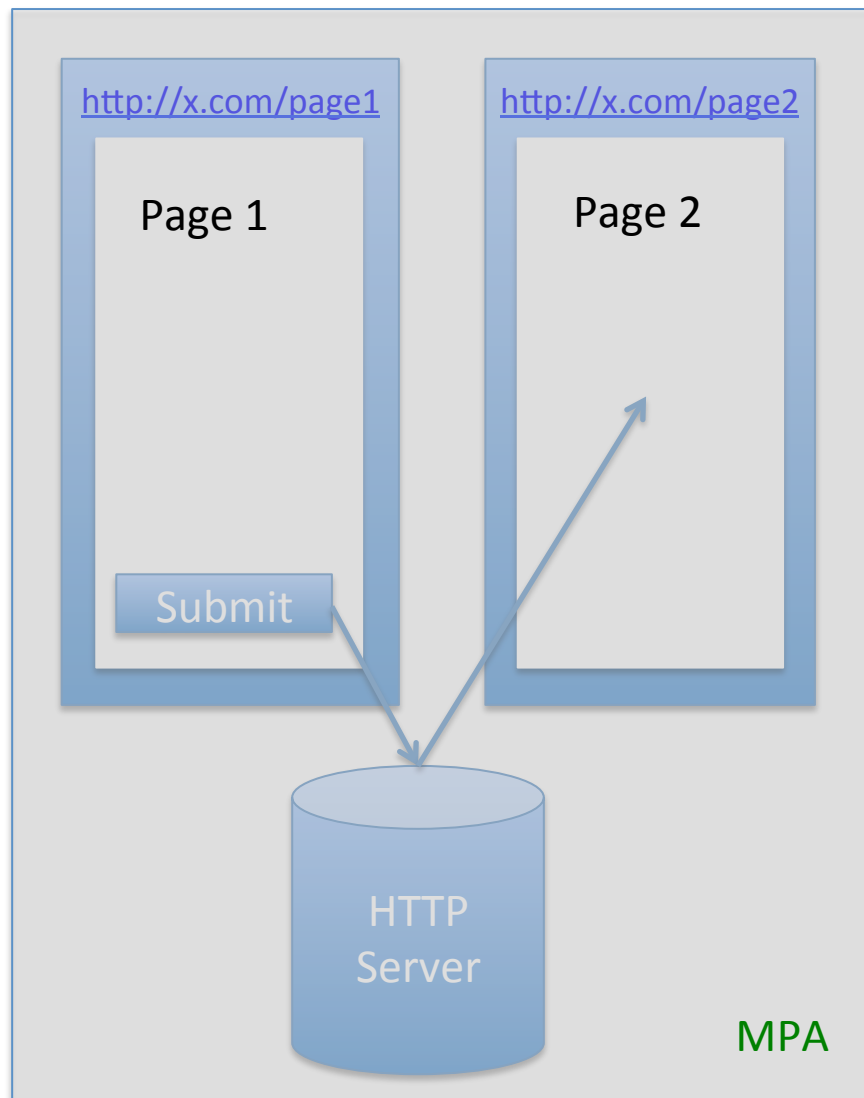 http://x.com/page1
http://x.com/page2
Page 1
Page 2
Submit
HTTP
Server
MPA